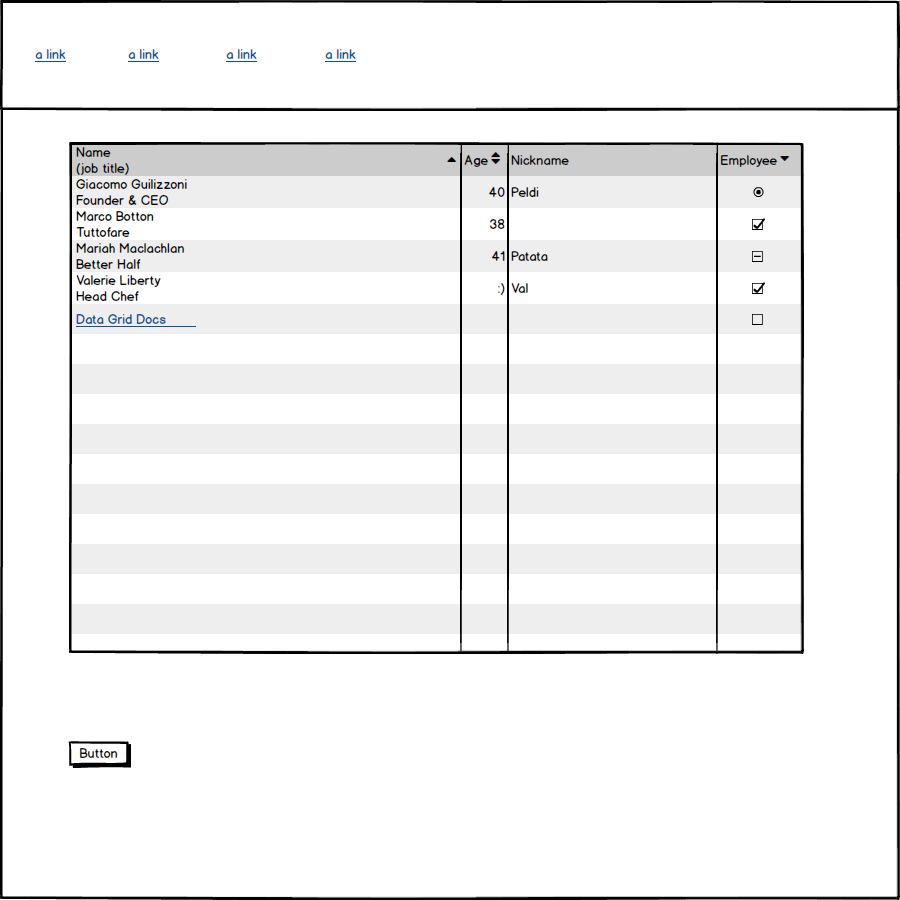 a link a link a link a link
Name
(job title)
Age Nickname Employee
Giacomo Guilizzoni
Founder & CEO
40 Peldi
Marco Botton
Tuttofare
38
Mariah Maclachlan
Better Half
41 Patata
Valerie Liberty
Head Chef
:) Val
Data Grid Docs
Button